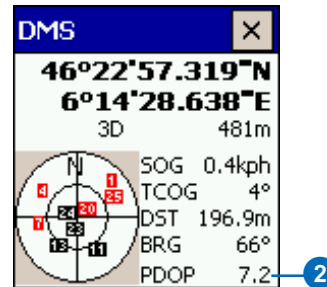 DMS
46°22'57.319"N
6°14'28.638"E
3D 481m
N
SOG 0.4kph
TCOG 4°
DST 196.9m
BRG 66°
PDOP 7.2
2
4
1
25
7
24
20
23
13
11